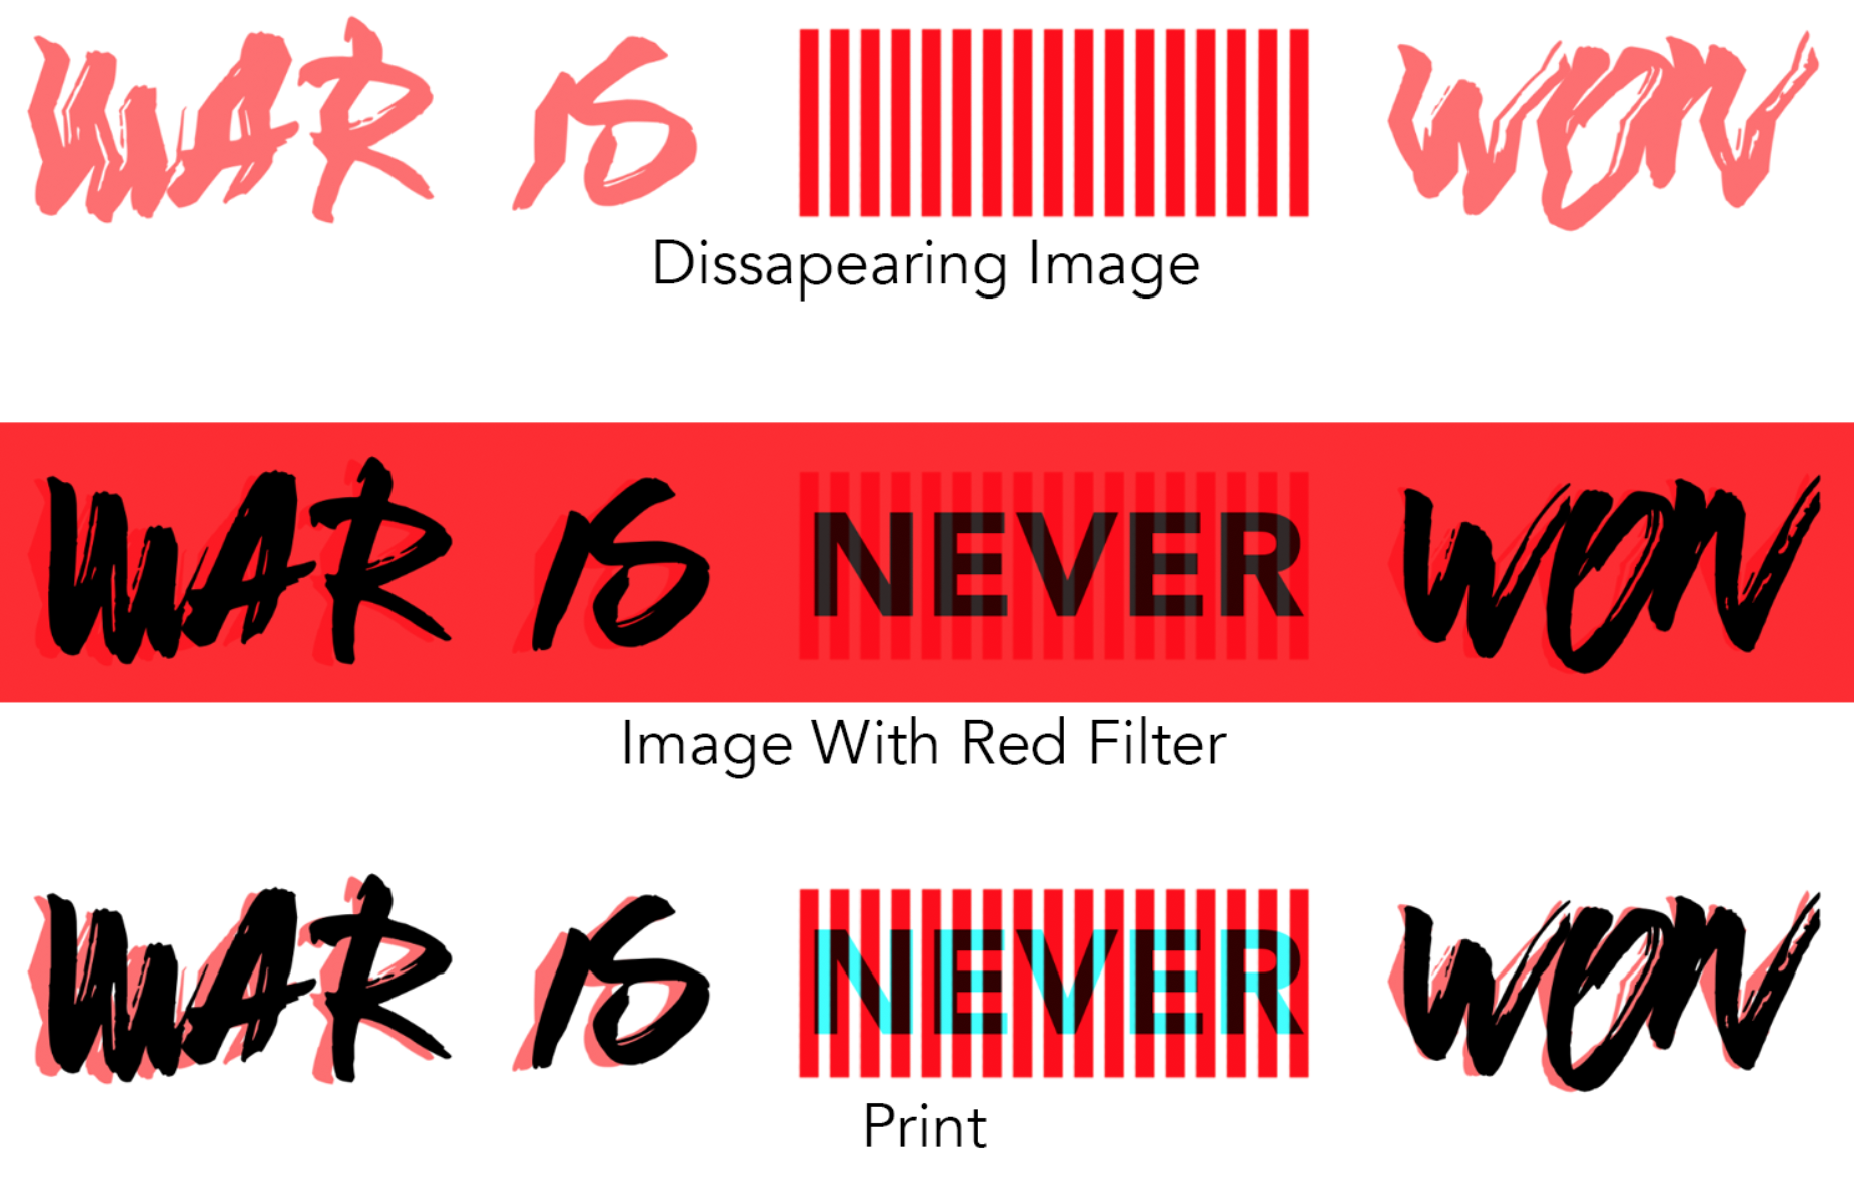 WAR IS WON
Dissapearing Image
WAR IS NEVER WON
Image With Red Filter
WAR IS NEVER WON
Print